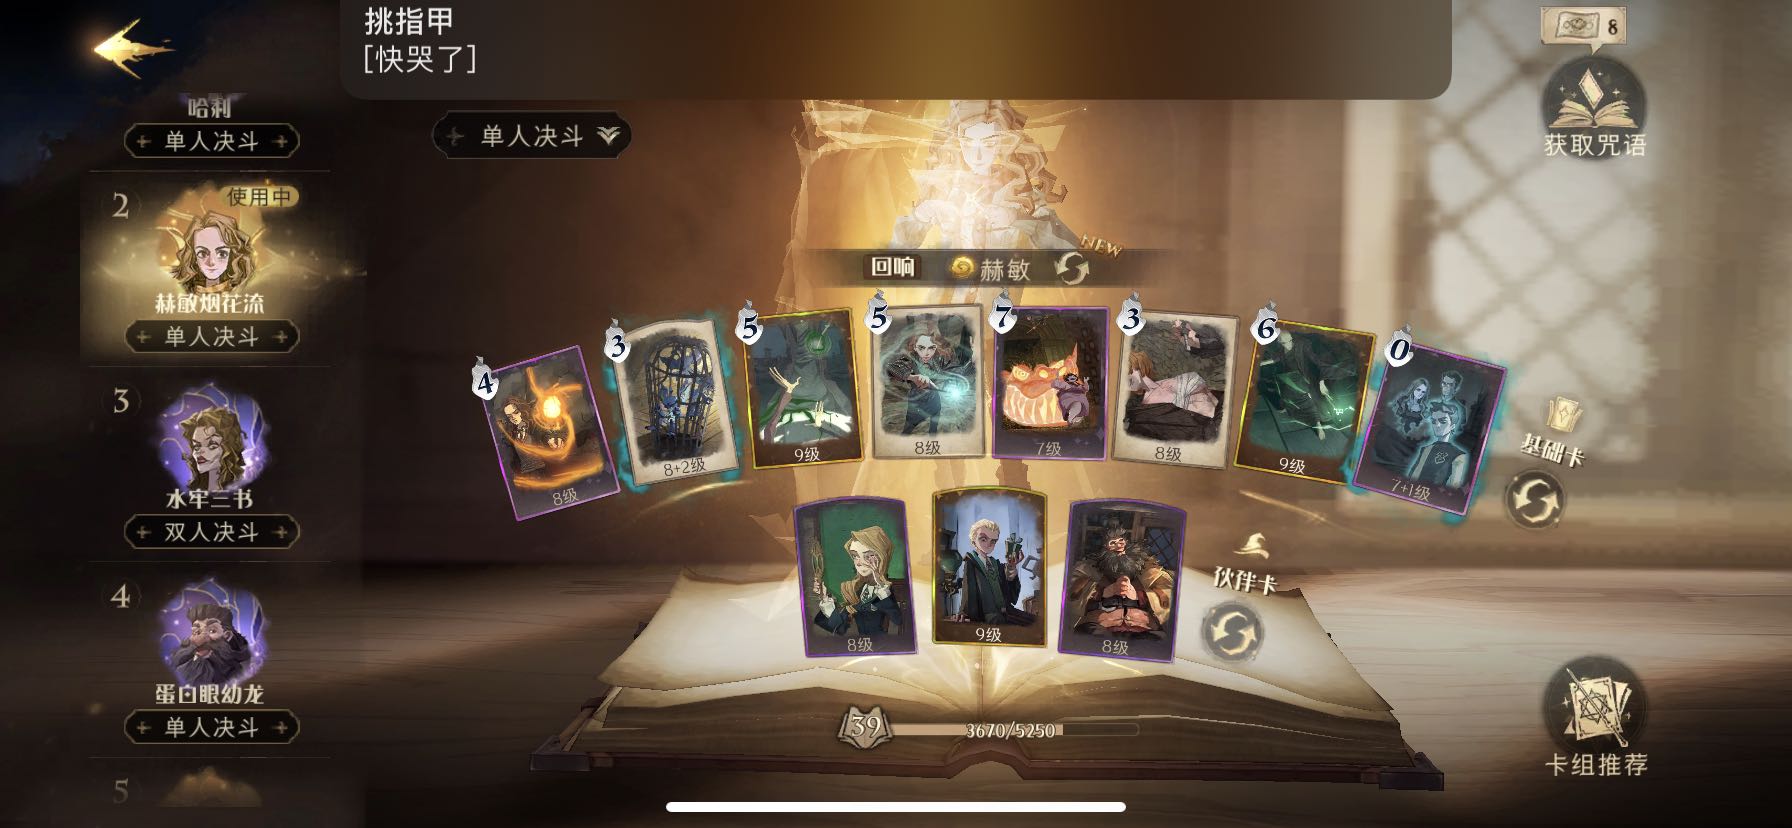 挑指甲
[快哭了]
8
获取咒语
哈利
单人决斗
单人决斗
2
使用中
赫敏烟花流
单人决斗
NEW
回响
赫敏
3
水牢三书
双人决斗
4
3
5
5
7
3
6
0
8级
8+2级
9级
8级
7级
8级
9级
7+1级
基础卡
8级
9级
8级
伙伴卡
4
蛋白眼幼龙
单人决斗
39
3670/5250
卡组推荐
5